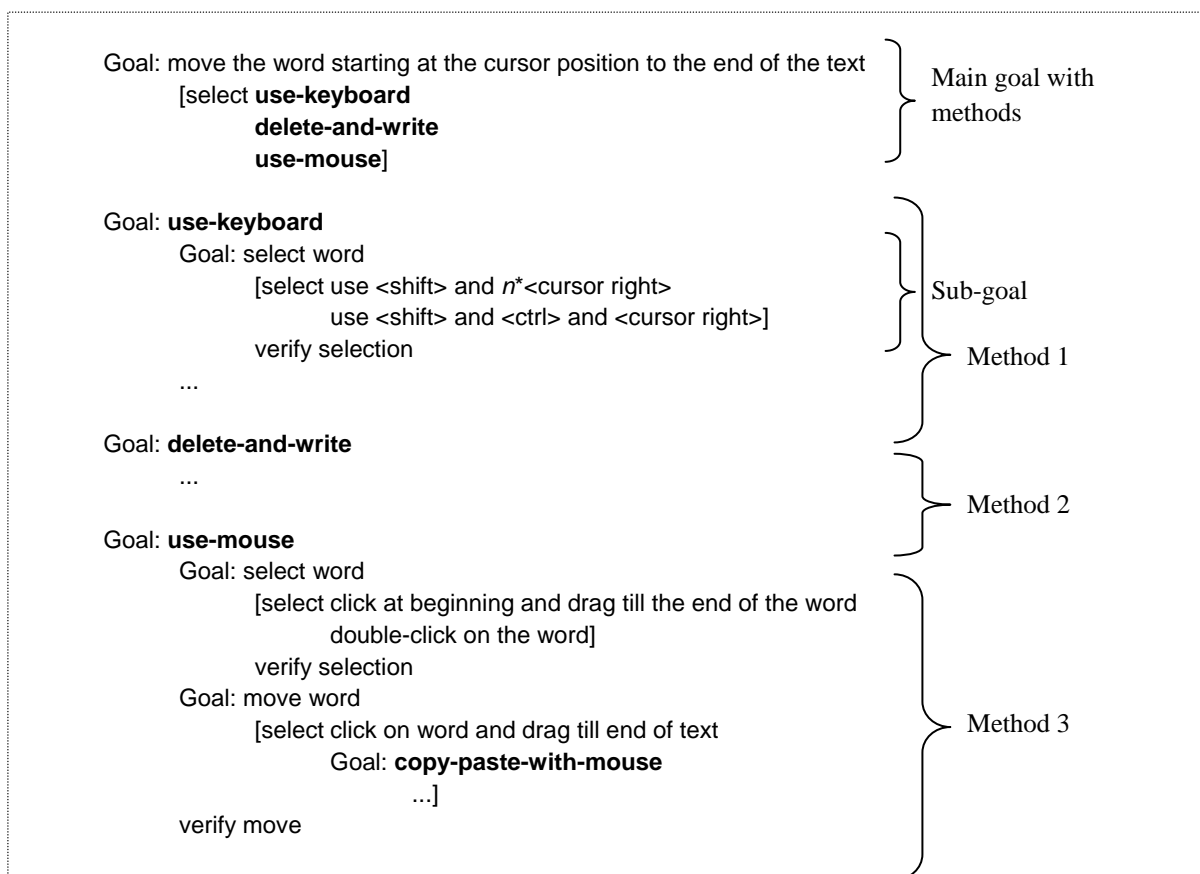 Goal: move the word starting at the cursor position to the end of the text
[select use-keyboard
delete-and-write
use-mouse]
Main goal with
methods
Goal: use-keyboard
Goal: select word
[select use <shift> and n*<cursor right>
use <shift> and <ctrl> and <cursor right>]
verify selection
...
Sub-goal
Method 1
Goal: delete-and-write
...
Method 2
Goal: use-mouse
Goal: select word
[select click at beginning and drag till the end of the word
double-click on the word]
verify selection
Goal: move word
[select click on word and drag till end of text
Goal: copy-paste-with-mouse
...]
verify move
Method 3